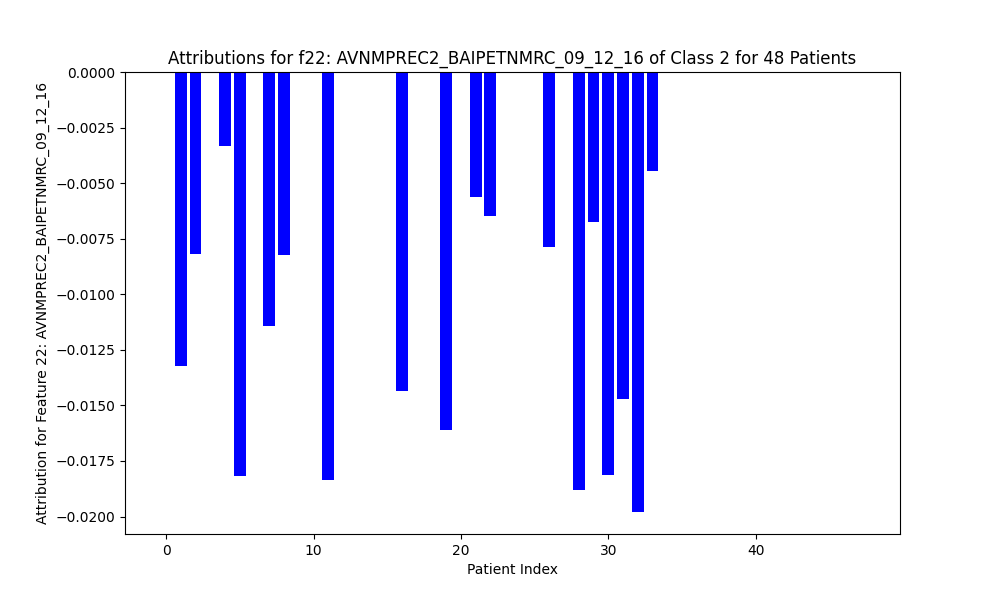 Attributions for f22: AVNMPREC2_BAIPETNMRC_09_12_16 of Class 2 for 48 Patients
Attribution for Feature 22: AVNMPREC2_BAIPETNMRC_09_12_16
0.0000
−0.0025
−0.0050
−0.0075
−0.0100
−0.0125
−0.0150
−0.0175
−0.0200
0 10 20 30 40
Patient Index